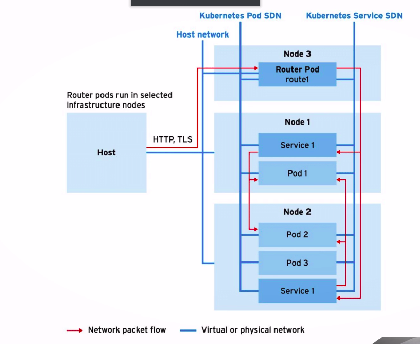 Kubernetes Pod SDN
Kubernetes Service SDN
Host network
Node 3
Router Pod
route1
Router pods run in selected
infrastructure nodes
HTTP, TLS
Host
Node 1
Service 1
Pod 1
Node 2
Pod 2
Pod 3
Service 1
Network packet flow
Virtual or physical network